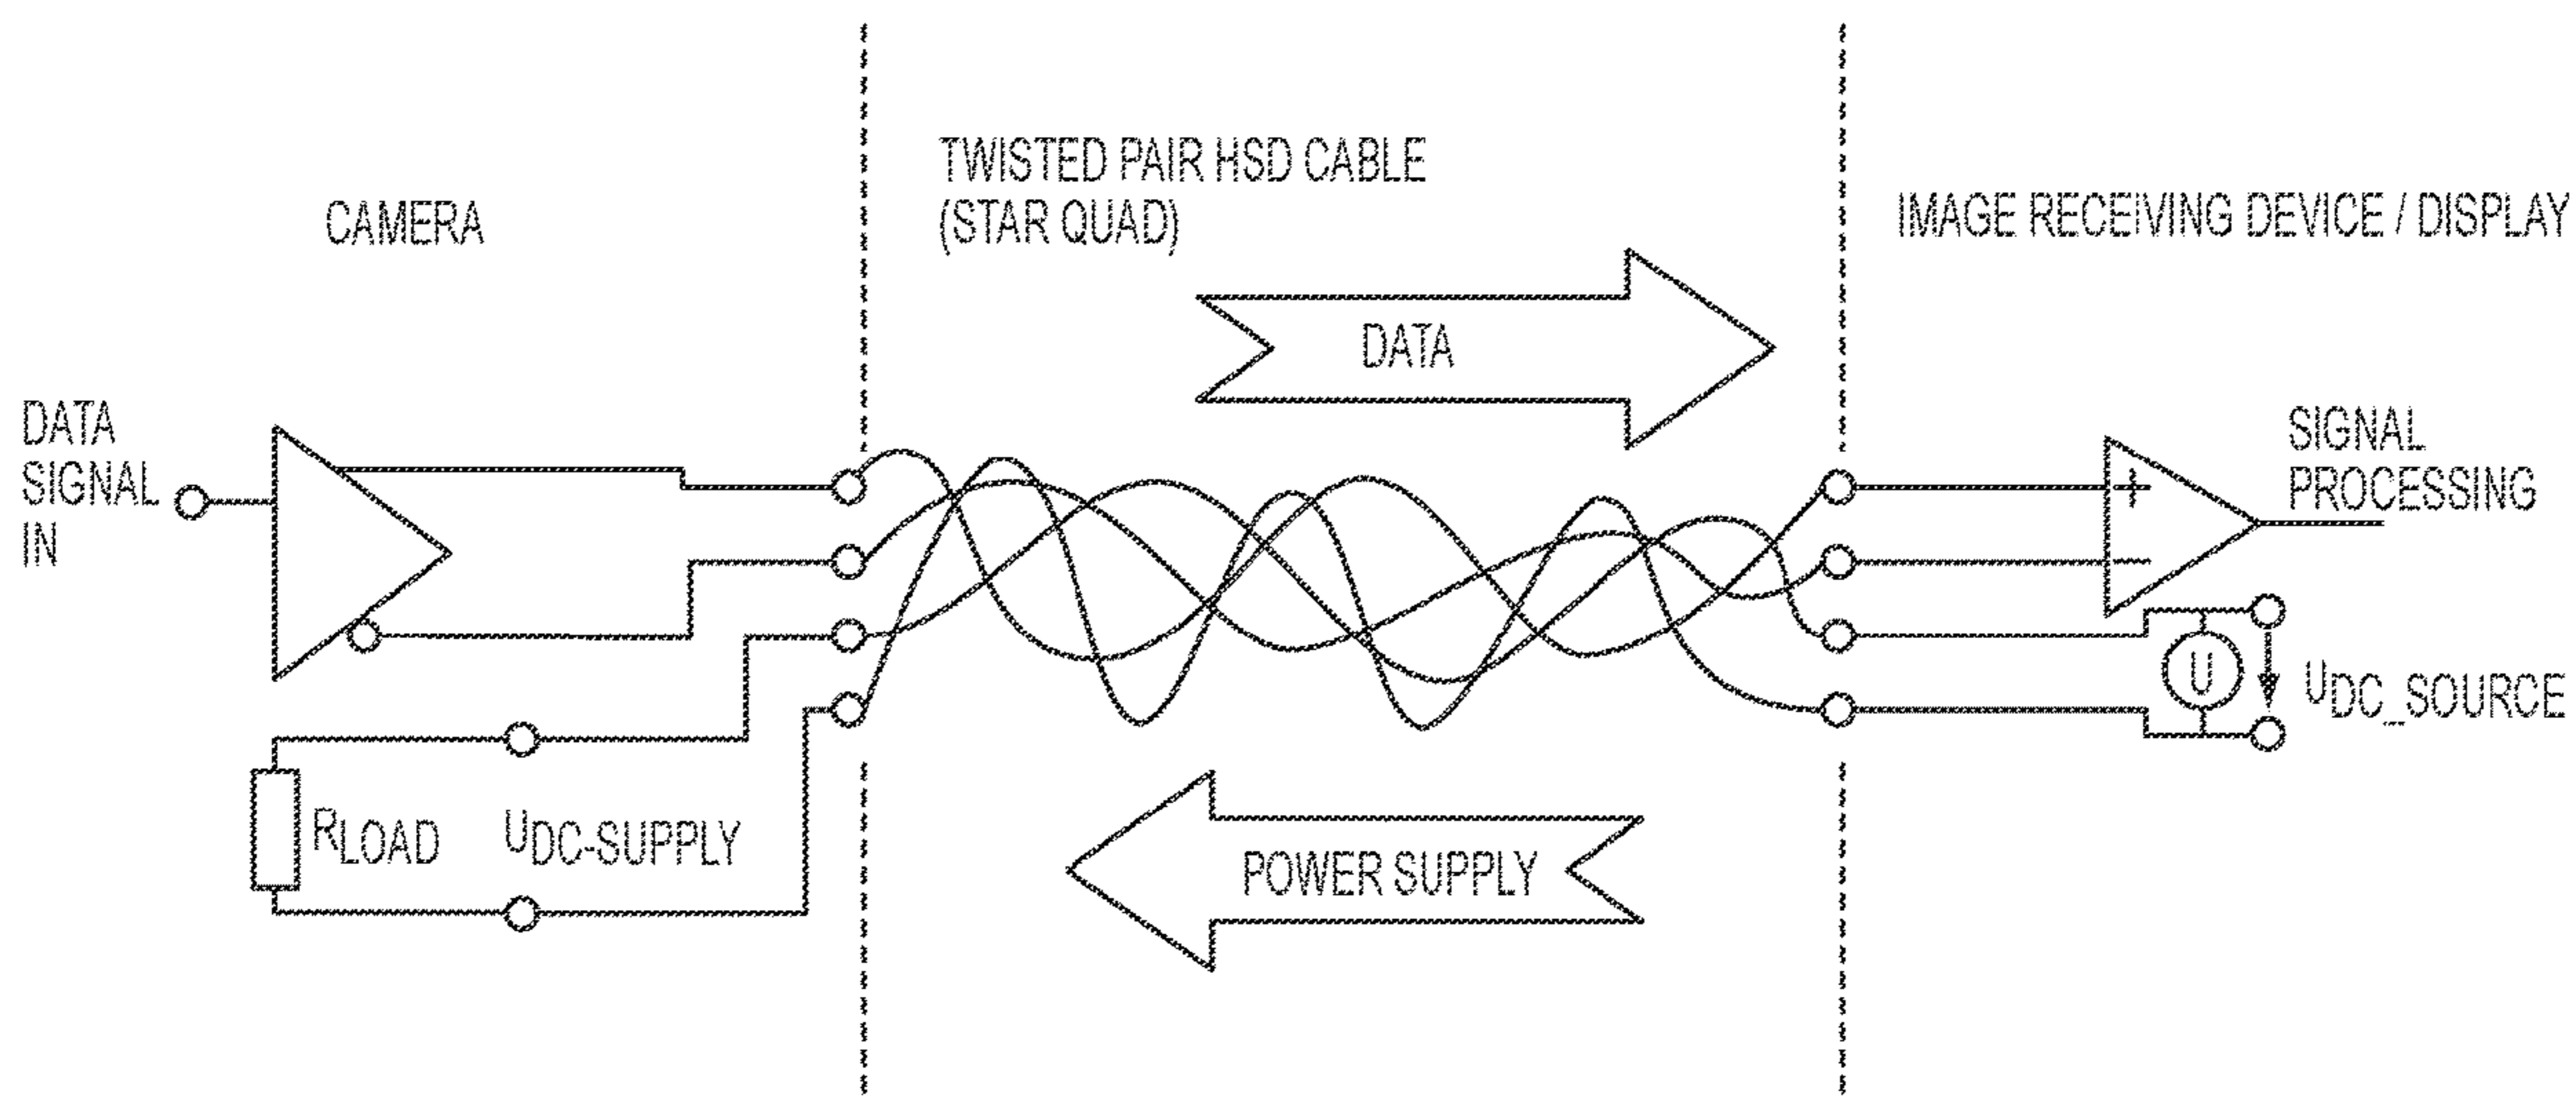 CAMERA
TWISTED PAIR HSD CABLE
(STAR QUAD)
IMAGE RECEIVING DEVICE / DISPLAY
DATA
DATA
SIGNAL
IN
SIGNAL
PROCESSING
+
−
U
UDC_SOURCE
RLOAD
UDC-SUPPLY
POWER SUPPLY